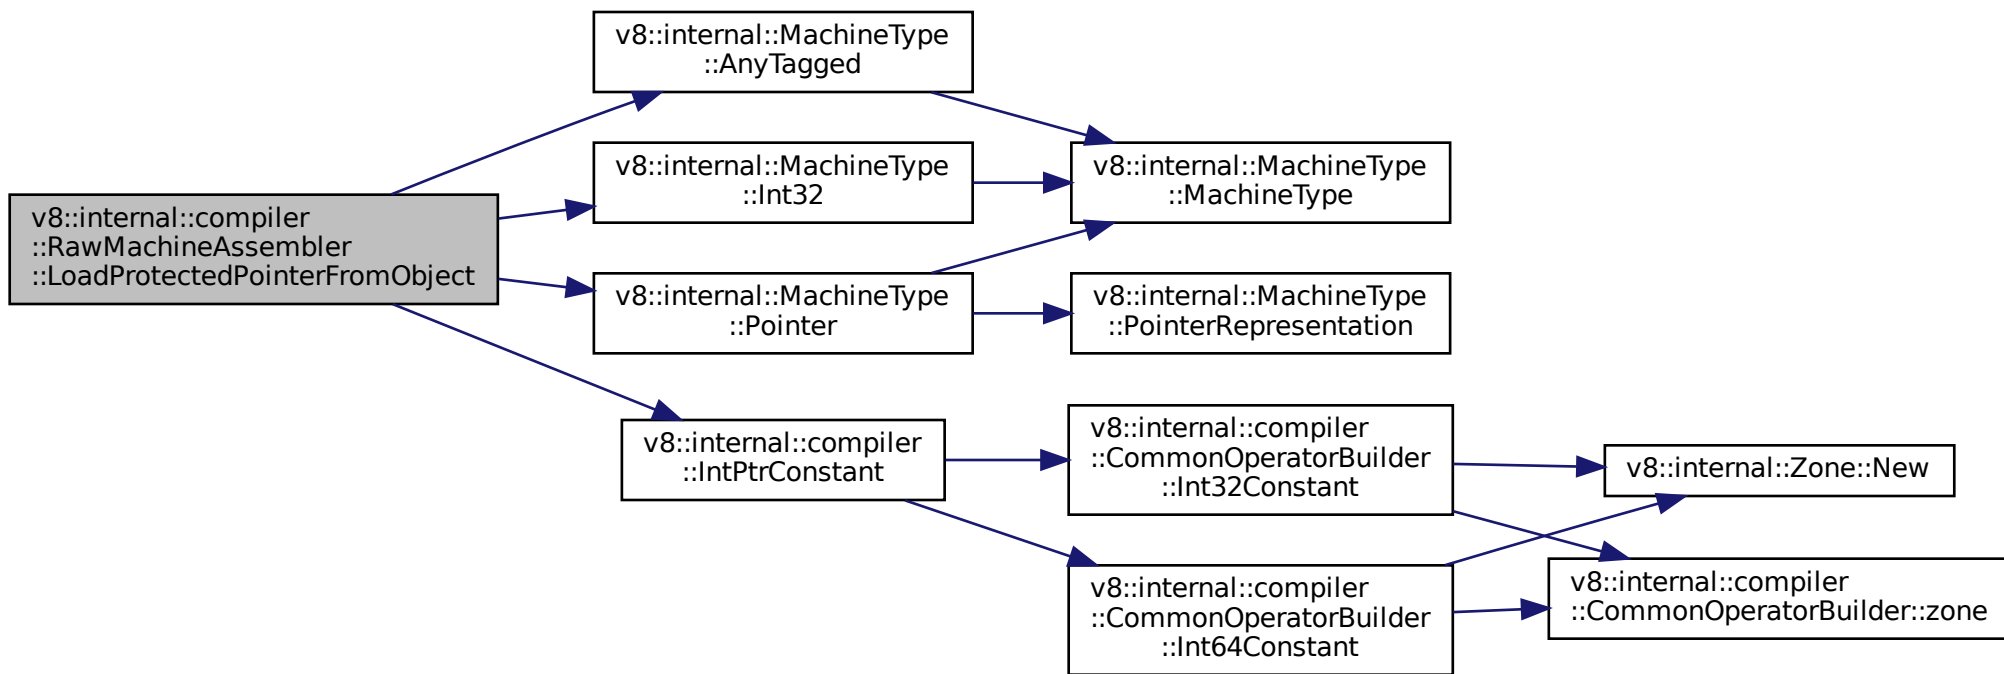 v8::internal::compiler
::RawMachineAssembler
::LoadProtectedPointerFromObject
v8::internal::MachineType
::AnyTagged
v8::internal::MachineType
::Int32
v8::internal::MachineType
::Pointer
v8::internal::compiler
::IntPtrConstant
v8::internal::MachineType
::MachineType
v8::internal::MachineType
::PointerRepresentation
v8::internal::compiler
::CommonOperatorBuilder
::Int32Constant
v8::internal::compiler
::CommonOperatorBuilder
::Int64Constant
v8::internal::Zone::New
v8::internal::compiler
::CommonOperatorBuilder::zone